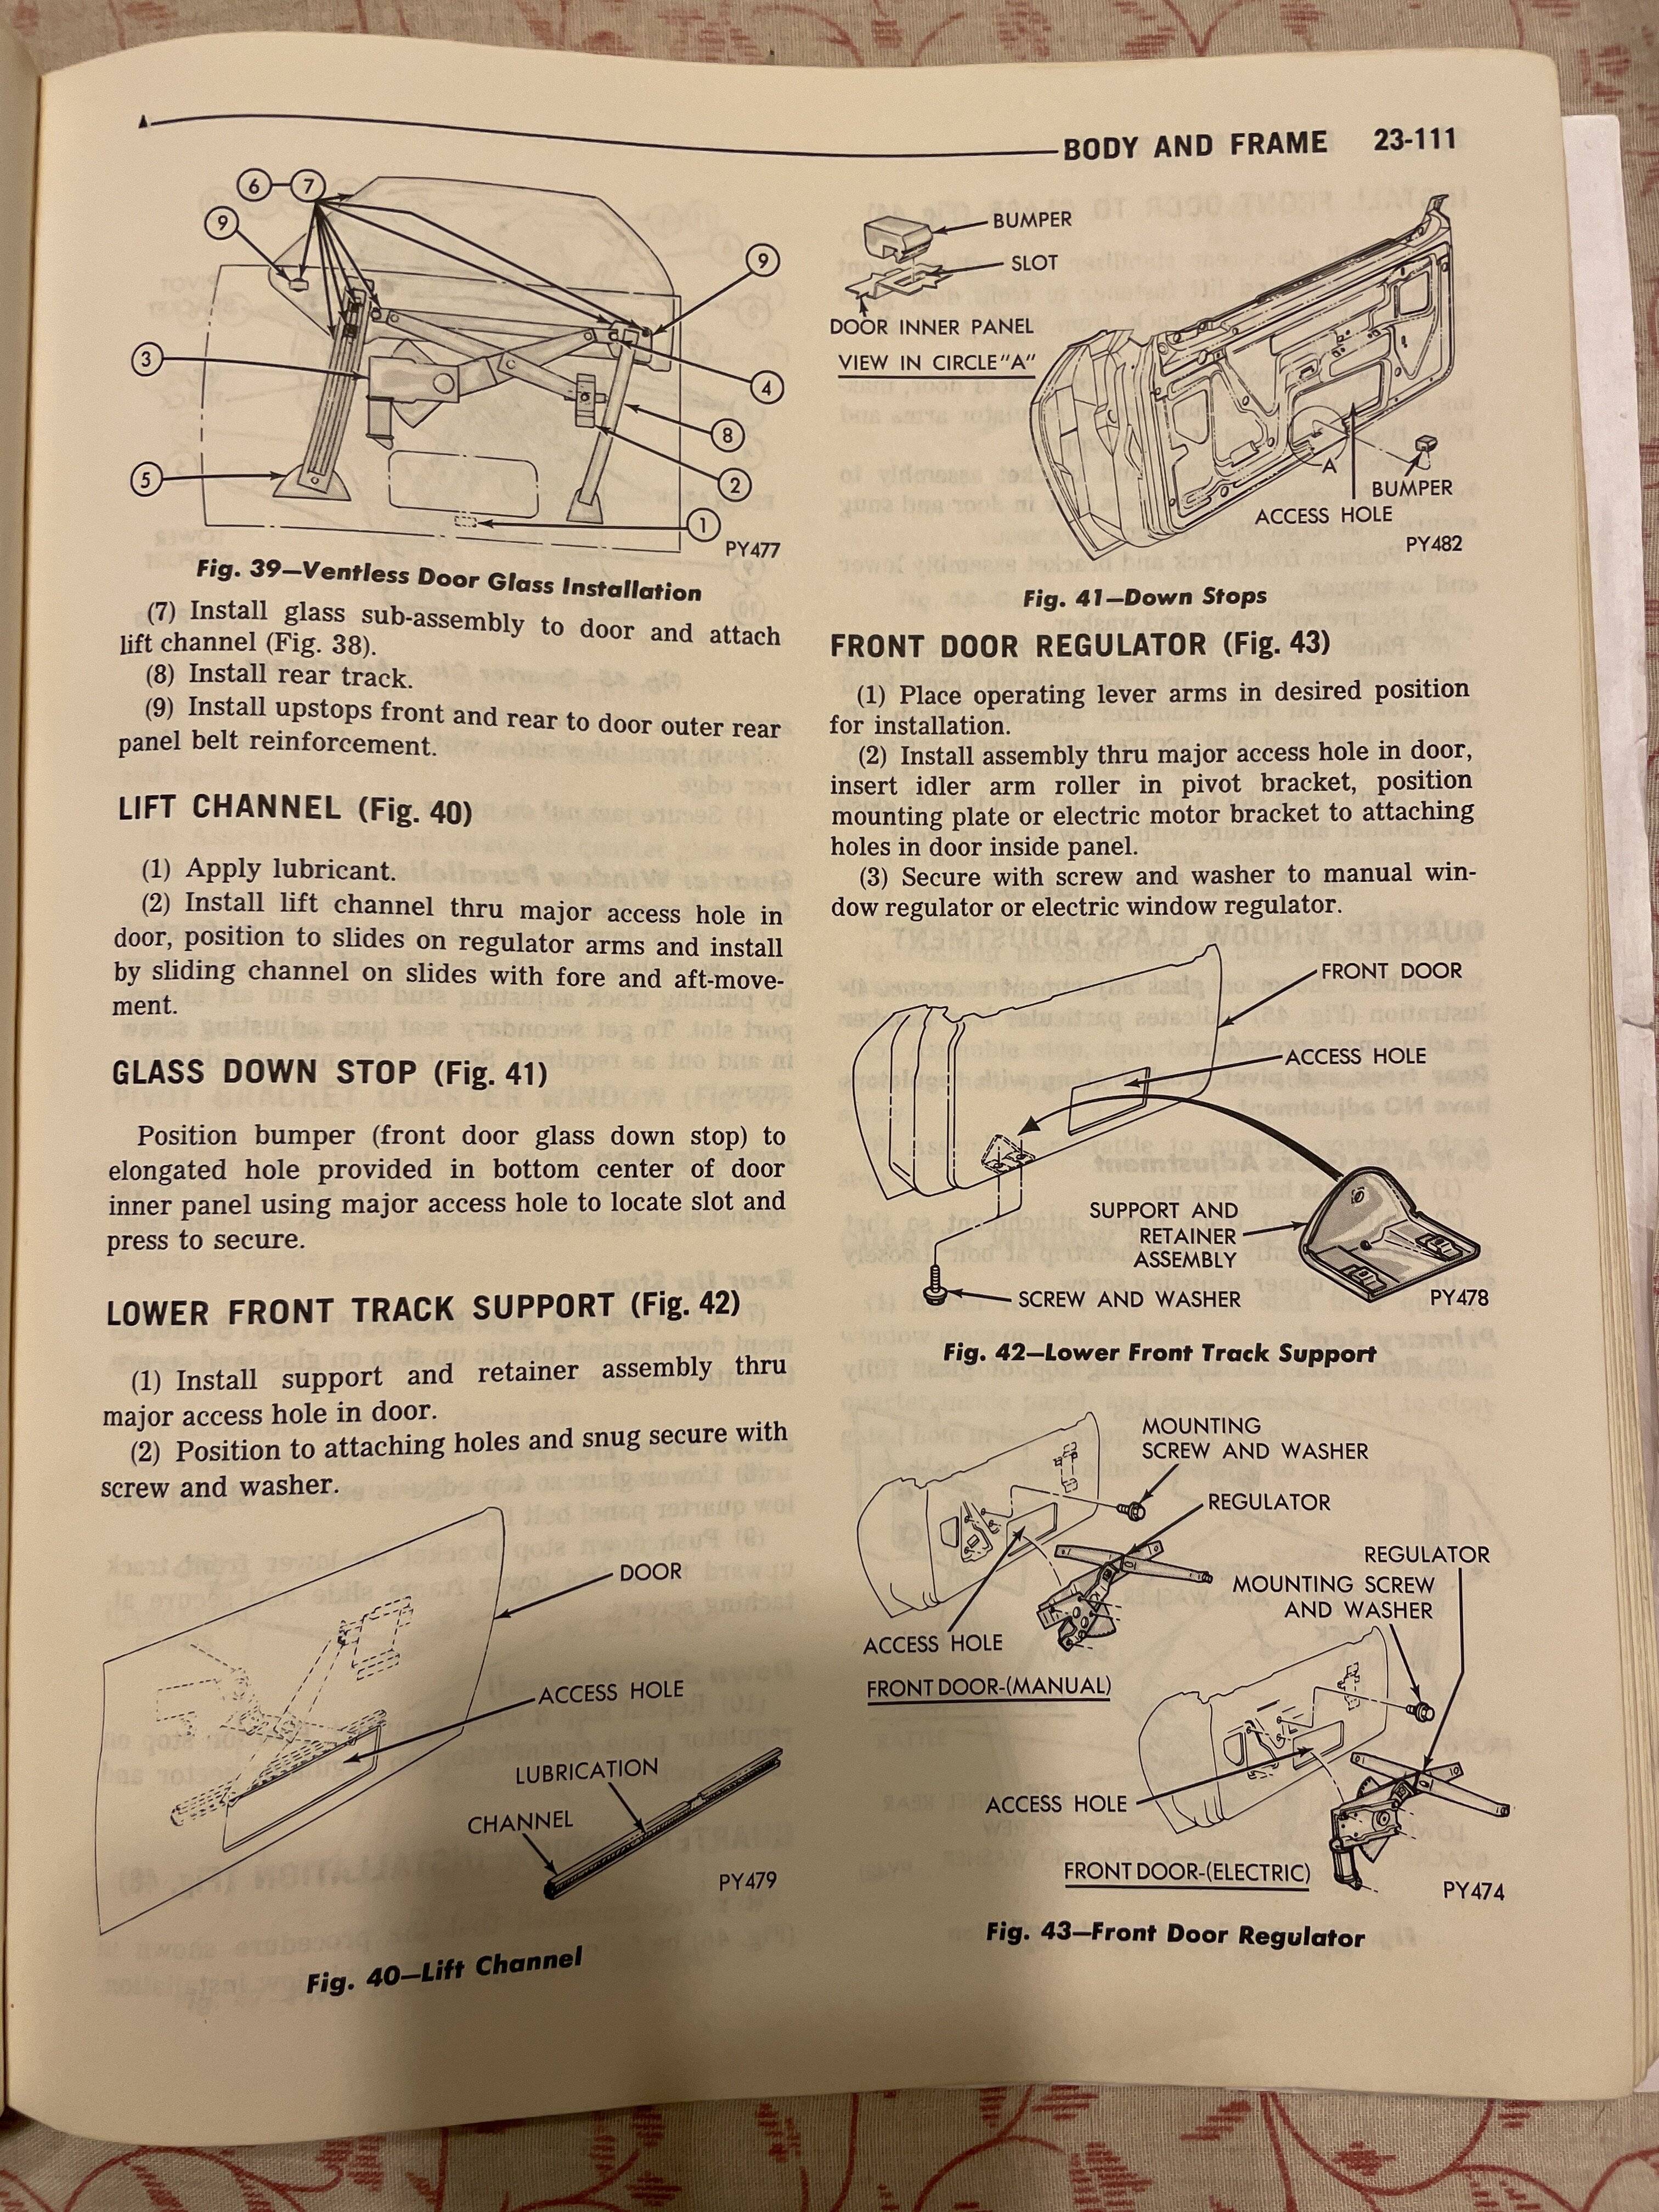 BODY AND FRAME 23-111
6 7
9
9
3
4
8
5
2
1
PY477
Fig. 39—Ventless Door Glass Installation
(7) Install glass sub-assembly to door and attach
lift channel (Fig. 38).
(8) Install rear track.
(9) Install upstops front and rear to door outer rear
panel belt reinforcement.
LIFT CHANNEL (Fig. 40)
(1) Apply lubricant.
(2) Install lift channel thru major access hole in
door, position to slides on regulator arms and install
by sliding channel on slides with fore and aft-move-
ment.
GLASS DOWN STOP (Fig. 41)
Position bumper (front door glass down stop) to
elongated hole provided in bottom center of door
inner panel using major access hole to locate slot and
press to secure.
LOWER FRONT TRACK SUPPORT (Fig. 42)
(1) Install support and retainer assembly thru
major access hole in door.
(2) Position to attaching holes and snug secure with
screw and washer.
DOOR
ACCESS HOLE
LUBRICATION
CHANNEL
PY479
Fig. 40—Lift Channel
BUMPER
SLOT
DOOR INNER PANEL
VIEW IN CIRCLE "A"
A
BUMPER
ACCESS HOLE
PY482
Fig. 41—Down Stops
FRONT DOOR REGULATOR (Fig. 43)
(1) Place operating lever arms in desired position
for installation.
(2) Install assembly thru major access hole in door,
insert idler arm roller in pivot bracket, position
mounting plate or electric motor bracket to attaching
holes in door inside panel.
(3) Secure with screw and washer to manual win-
dow regulator or electric window regulator.
FRONT DOOR
ACCESS HOLE
SUPPORT AND
RETAINER
ASSEMBLY
SCREW AND WASHER
PY478
Fig. 42—Lower Front Track Support
MOUNTING
SCREW AND WASHER
REGULATOR
REGULATOR
MOUNTING SCREW
AND WASHER
ACCESS HOLE
FRONT DOOR-(MANUAL)
ACCESS HOLE
FRONT DOOR-(ELECTRIC)
PY474
Fig. 43—Front Door Regulator